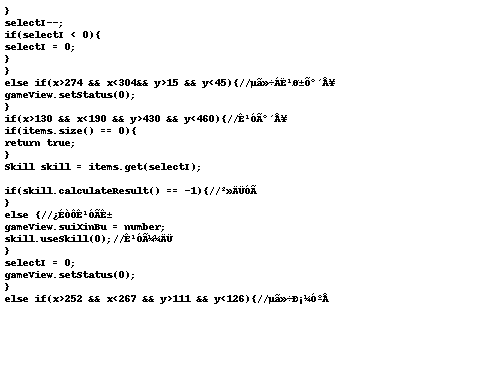 }
selectI--;
if(selectI < 0){
selectI = 0;
}
}
else if(x>274 && x<304&& y>15 && y<45){//µã»÷ÁË¹Ø±Õ°´Å¥
gameView.setStatus(0);
}
if(x>130 && x<190 && y>430 && y<460){//Ê¹ÓÃ°´Å¥
if(items.size() == 0){
return true;
}
Skill skill = items.get(selectI);
if(skill.calculateResult() == -1){//²»ÄÜÓÃ
}
else {//¿ÉÒÔÊ¹ÓÃÊ±
gameView.suiXinBu = number;
skill.useSkill(0);//Ê¹ÓÃ¼¼ÄÜ
}
selectI = 0;
gameView.setStatus(0);
}
else if(x>252 && x<267 && y>111 && y<126){//µã»÷Ð¡¼ÓºÅ